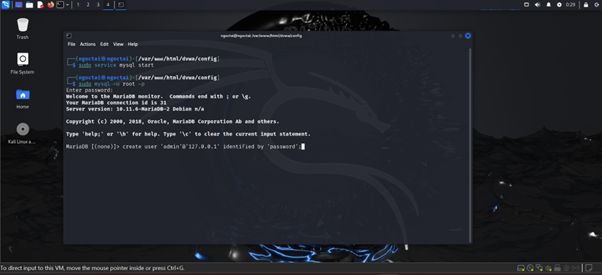 1 2 3 4
0:29
Trash
File System
Home
Kali Linux a...
ngoctai@ngoctai: /var/www/html/dvwa/config
File Actions Edit View Help
(ngoctai㉿ngoctai)-[/var/www/html/dvwa/config]
sudo service mysql start
(ngoctai㉿ngoctai)-[/var/www/html/dvwa/config]
sudo mysql -u root -p
Enter password:
Welcome to the MariaDB monitor. Commands end with ; or \g.
Your MariaDB connection id is 31
Server version: 10.11.6-MariaDB-2 Debian n/a
Copyright (c) 2000, 2018, Oracle, MariaDB Corporation Ab and others.
Type 'help;' or '\h' for help. Type '\c' to clear the current input statement.
MariaDB [(none)]> create user 'admin'@'127.0.0.1' identified by 'password';
To direct input to this VM, move the mouse pointer inside or press Ctrl+G.